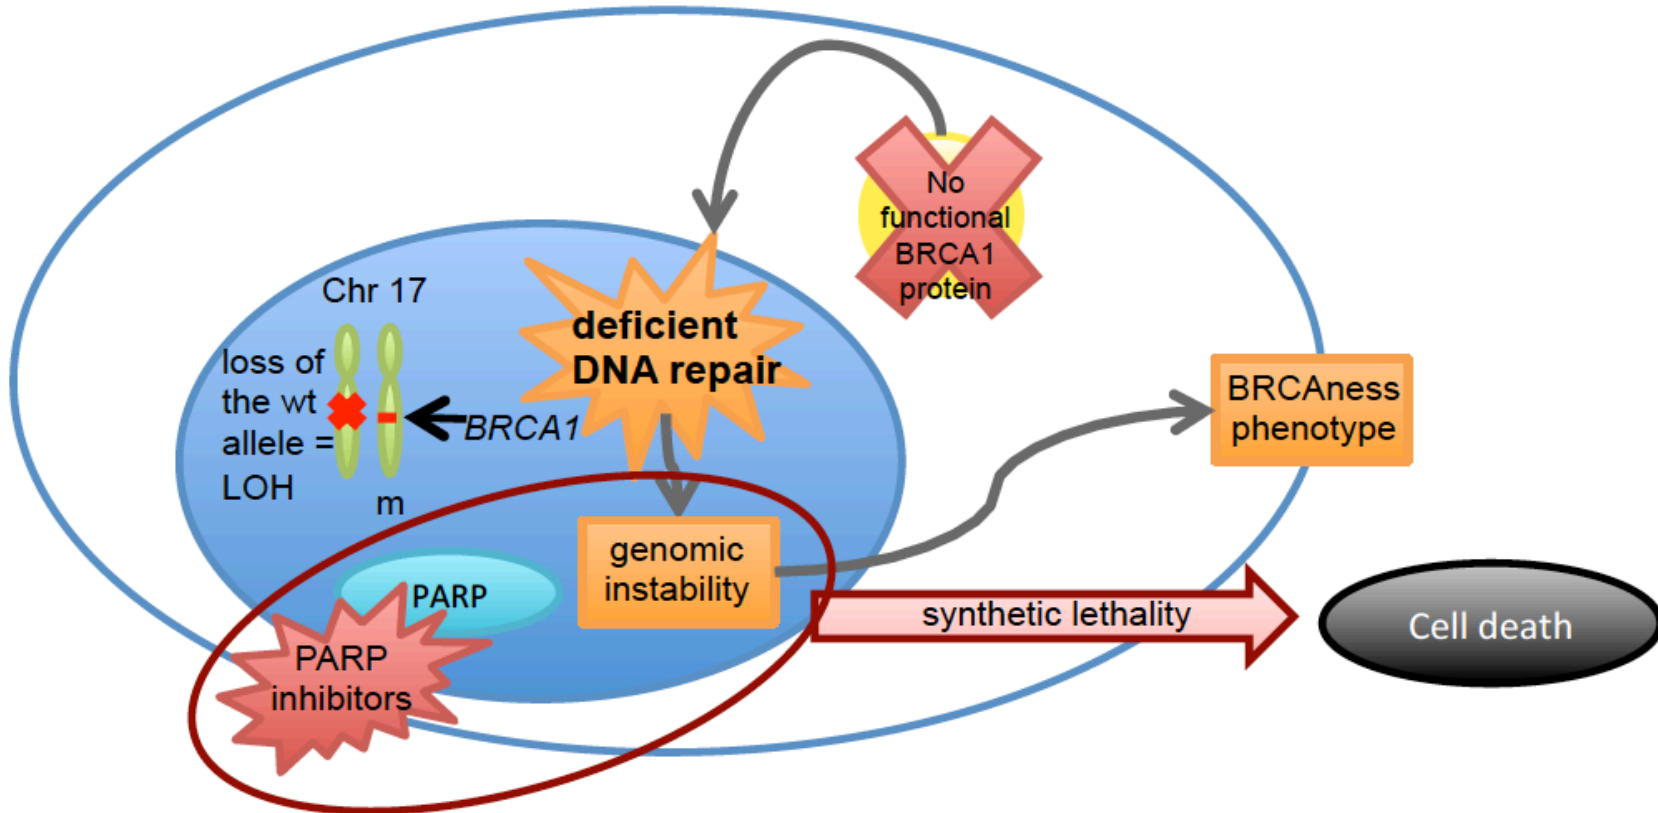 No
functional
BRCA1
protein
Chr 17
loss of
the wt
allele =
LOH
m
BRCA1
deficient
DNA repair
BRCAness
phenotype
genomic
instability
PARP
PARP
inhibitors
synthetic lethality
Cell death